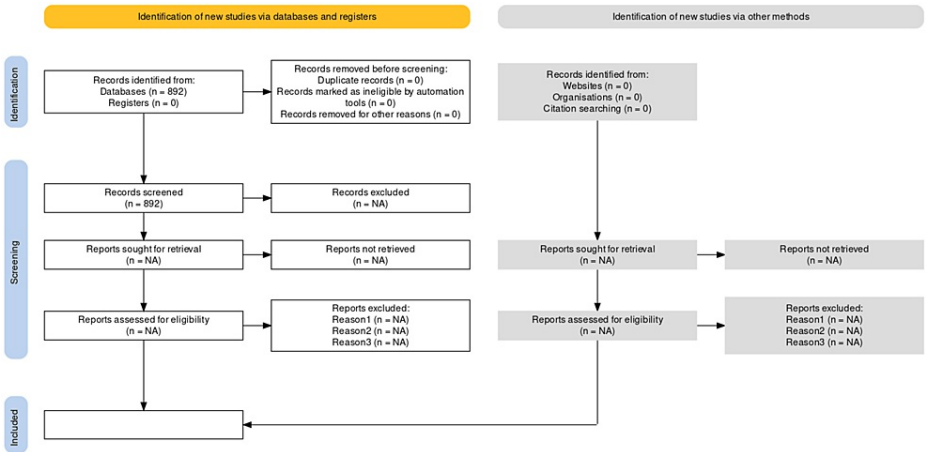 Identification of new studies via databases and registers
Identification of new studies via other methods
Identification
Records identified from:
Databases (n = 892)
Registers (n = 0)
Records removed before screening:
Duplicate records (n = 0)
Records marked as ineligible by automation
tools (n = 0)
Records removed for other reasons (n = 0)
Records identified from:
Websites (n = 0)
Organisations (n = 0)
Citation searching (n = 0)
Screening
Records screened
(n = 892)
Records excluded
(n = NA)
Reports sought for retrieval
(n = NA)
Reports not retrieved
(n = NA)
Reports sought for retrieval
(n = NA)
Reports not retrieved
(n = NA)
Reports assessed for eligibility
(n = NA)
Reports excluded:
Reason1 (n = NA)
Reason2 (n = NA)
Reason3 (n = NA)
Reports assessed for eligibility
(n = NA)
Reports excluded:
Reason1 (n = NA)
Reason2 (n = NA)
Reason3 (n = NA)
Included